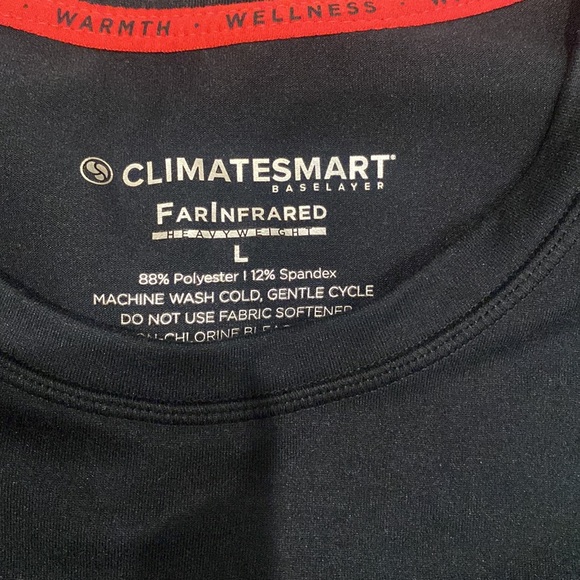 WARMTH · WELLNESS ·
CLIMATESMART®
BASELAYER
FARINFRARED
HEAVYWEIGHT
L
88% Polyester | 12% Spandex
MACHINE WASH COLD, GENTLE CYCLE
DO NOT USE FABRIC SOFTENER